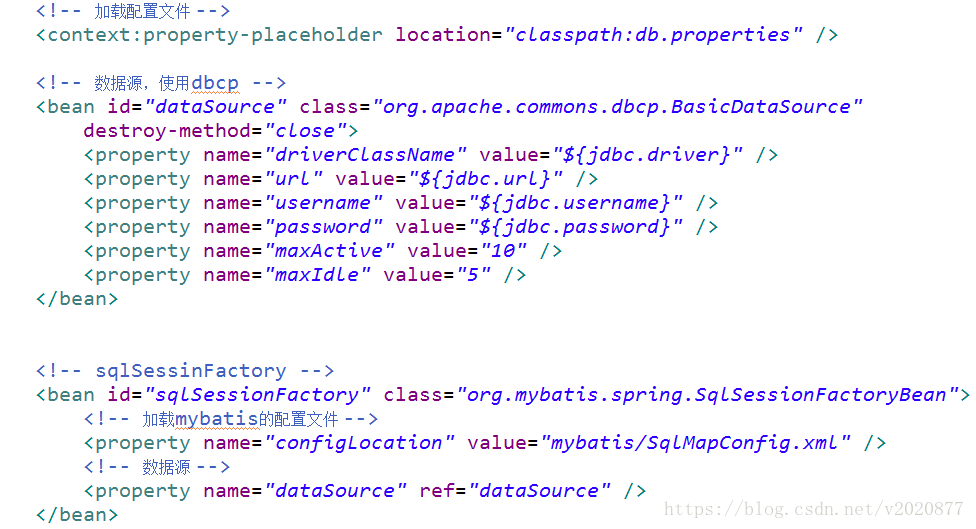 <!-- 加载配置文件 -->
<context:property-placeholder location="classpath:db.properties" />
<!-- 数据源，使用dbcp -->
<bean id="dataSource" class="org.apache.commons.dbcp.BasicDataSource"
destroy-method="close">
<property name="driverClassName" value="${jdbc.driver}" />
<property name="url" value="${jdbc.url}" />
<property name="username" value="${jdbc.username}" />
<property name="password" value="${jdbc.password}" />
<property name="maxActive" value="10" />
<property name="maxIdle" value="5" />
</bean>
<!-- sqlSessinFactory -->
<bean id="sqlSessionFactory" class="org.mybatis.spring.SqlSessionFactoryBean">
<!-- 加载mybatis的配置文件 -->
<property name="configLocation" value="mybatis/SqlMapConfig.xml" />
<!-- 数据源 -->
<property name="dataSource" ref="dataSource" />
</bean>
https://blog.csdn.net/v2020877